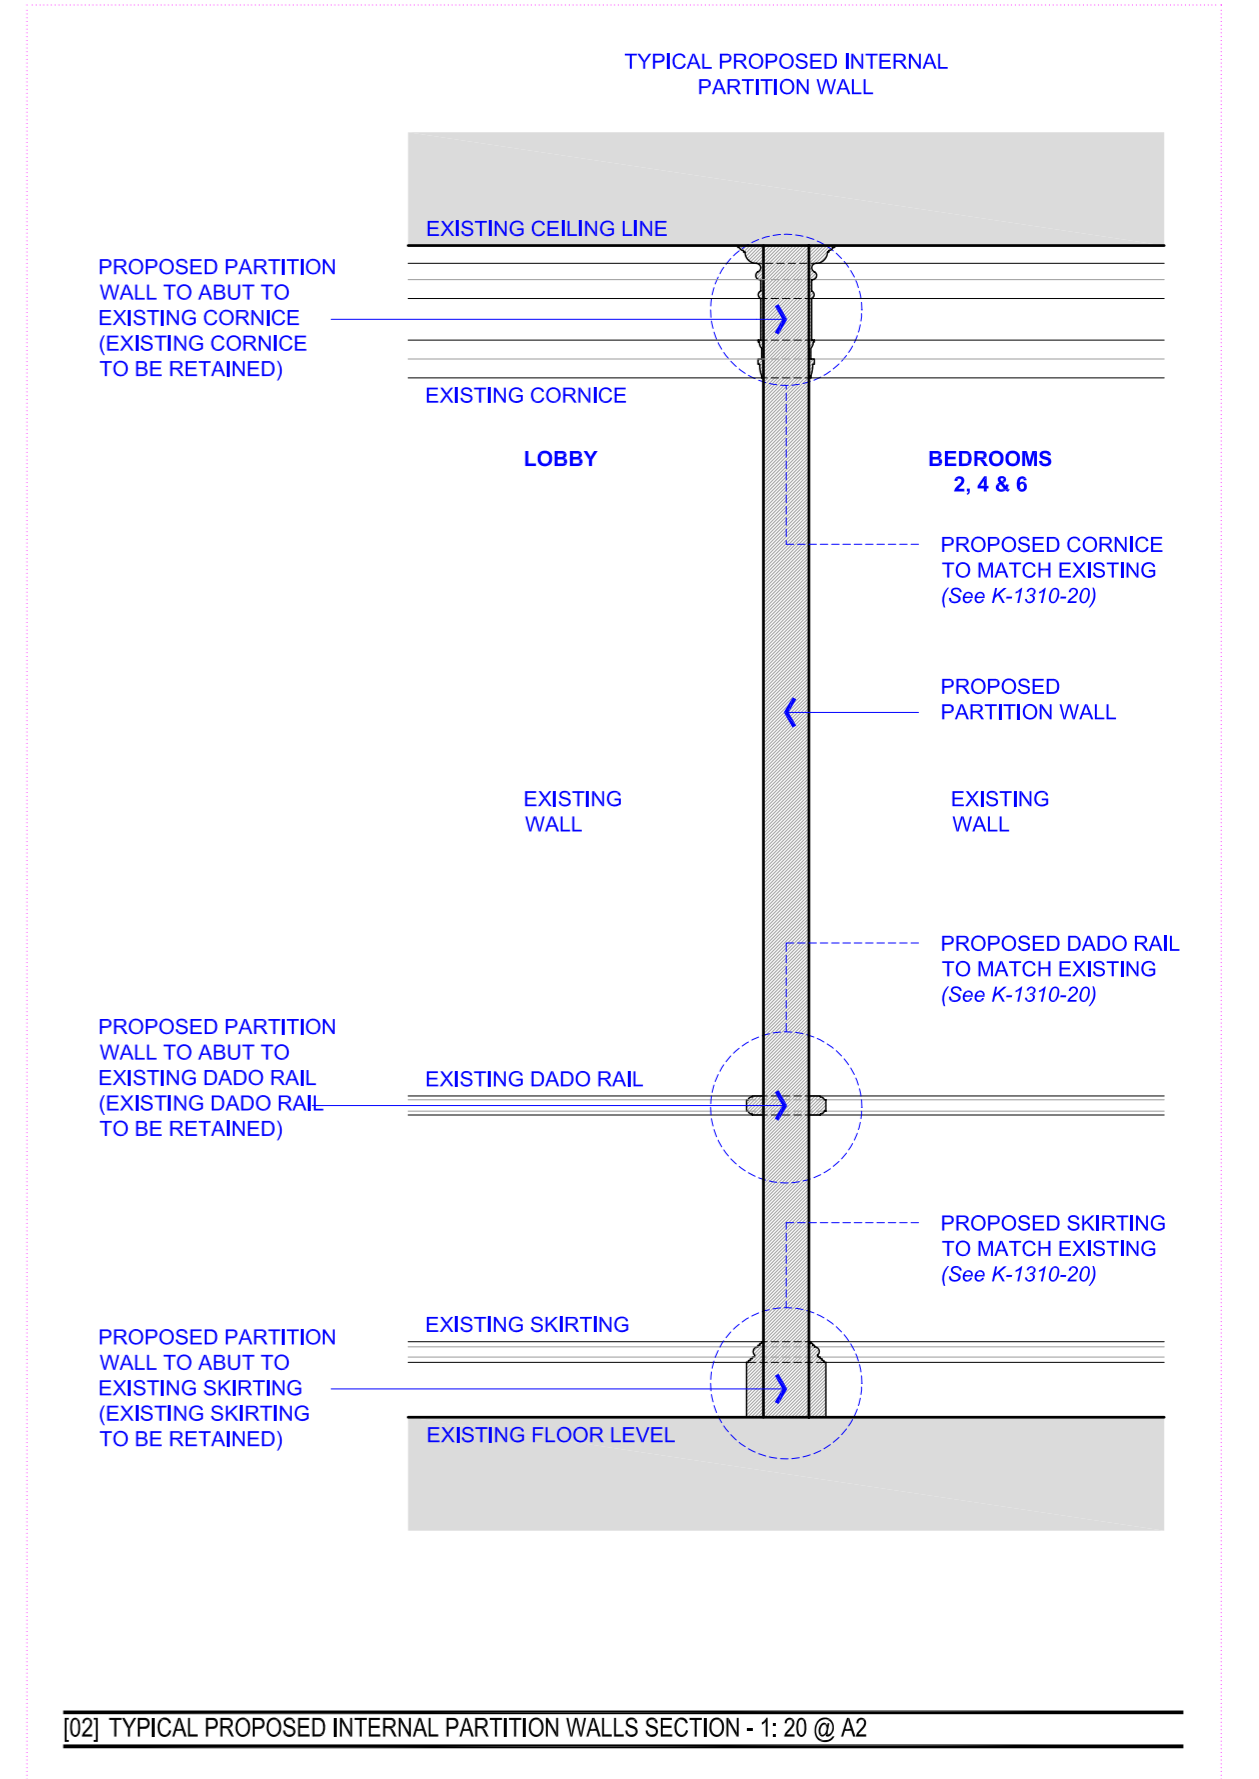 TYPICAL PROPOSED INTERNAL
PARTITION WALL
EXISTING CEILING LINE
PROPOSED PARTITION
WALL TO ABUT TO
EXISTING CORNICE
(EXISTING CORNICE
TO BE RETAINED)
EXISTING CORNICE
LOBBY
BEDROOMS
2, 4 & 6
PROPOSED CORNICE
TO MATCH EXISTING
(See K-1310-20)
PROPOSED
PARTITION WALL
EXISTING
WALL
EXISTING
WALL
PROPOSED DADO RAIL
TO MATCH EXISTING
(See K-1310-20)
PROPOSED PARTITION
WALL TO ABUT TO
EXISTING DADO RAIL
(EXISTING DADO RAIL
TO BE RETAINED)
EXISTING DADO RAIL
PROPOSED SKIRTING
TO MATCH EXISTING
(See K-1310-20)
EXISTING SKIRTING
PROPOSED PARTITION
WALL TO ABUT TO
EXISTING SKIRTING
(EXISTING SKIRTING
TO BE RETAINED)
EXISTING FLOOR LEVEL
[02] TYPICAL PROPOSED INTERNAL PARTITION WALLS SECTION - 1: 20 @ A2